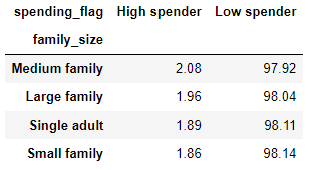 spending_flag High spender Low spender
family_size
Medium family 2.08 97.92
Large family 1.96 98.04
Single adult 1.89 98.11
Small family 1.86 98.14